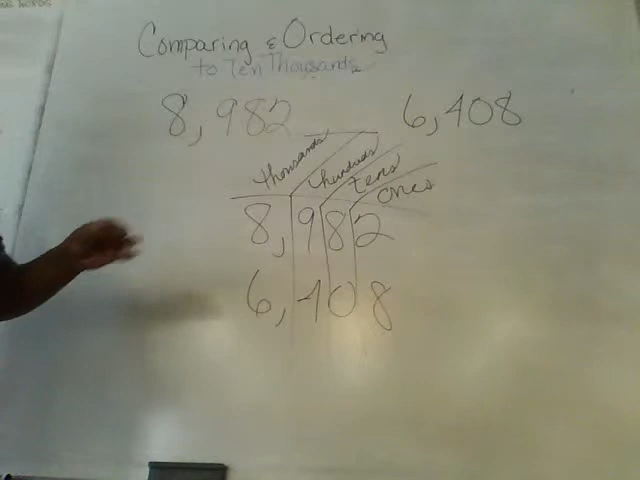 Comparing & Ordering
to Ten Thousands
8,982 6,408
thousands hundreds tens ones
8,982
6,408